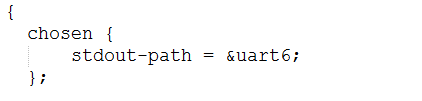 {
chosen {
stdout-path = &uart6;
};